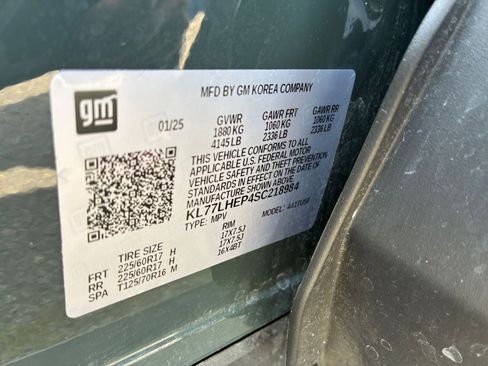 gm
MFD BY GM KOREA COMPANY
01/25 GVWR GAWR FRT GAWR RR
1880 KG 1060 KG 1060 KG
4145 LB 2336 LB 2336 LB
THIS VEHICLE CONFORMS TO ALL
APPLICABLE U.S. FEDERAL MOTOR
VEHICLE SAFETY AND THEFT PREVENTION
STANDARDS IN EFFECT ON THE DATE OF
MANUFACTURE SHOWN ABOVE.
KL77LHEP4SC218984
TYPE: MPV MODEL:
TIRE SIZE RIM
FRT 225/60R17 H 17X7.5J
RR 225/60R17 H 17X7.5J
SPA T125/70R16 M 16X4BT